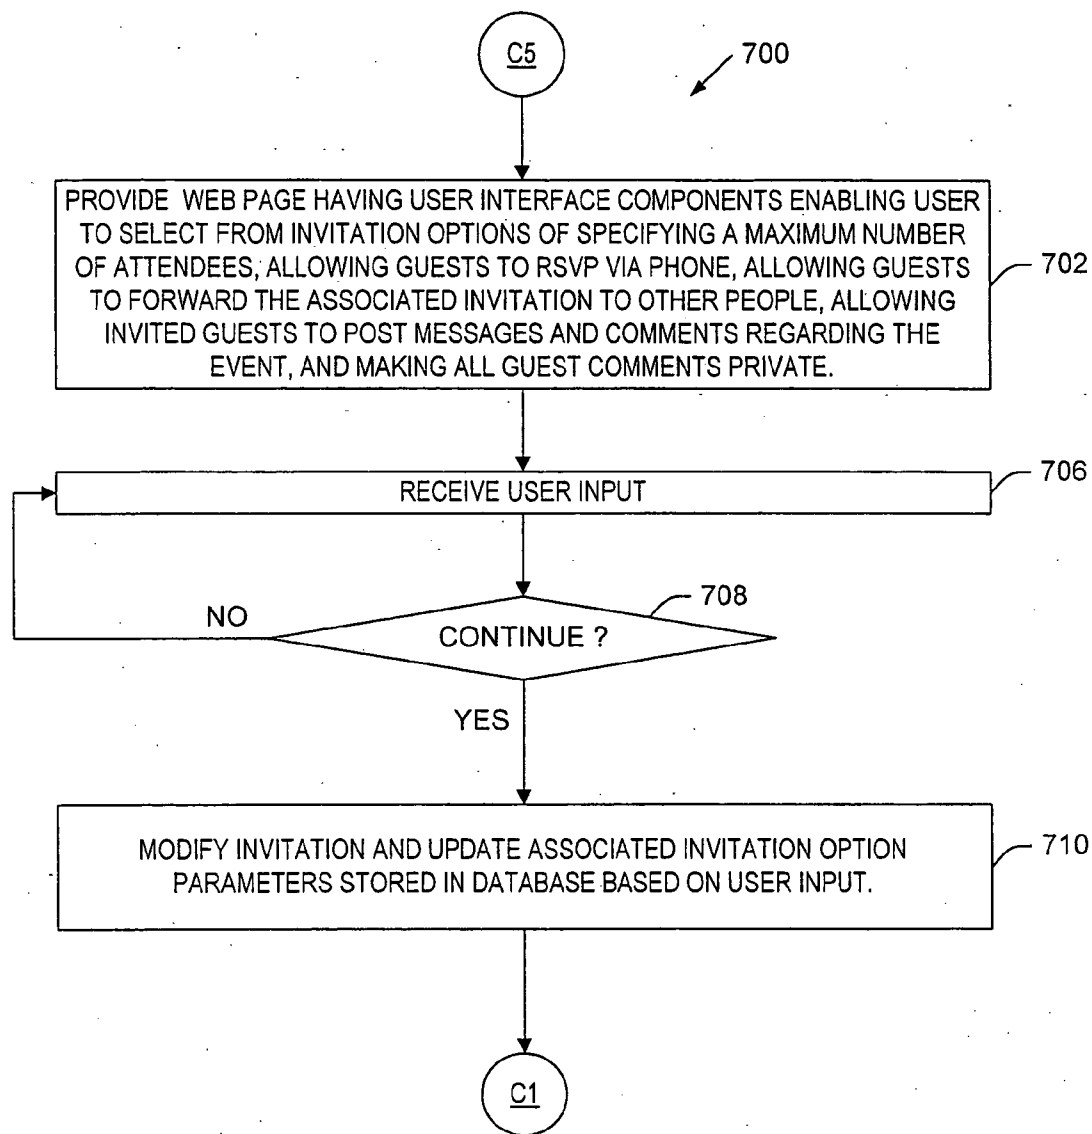 C5
700
PROVIDE WEB PAGE HAVING USER INTERFACE COMPONENTS ENABLING USER
TO SELECT FROM INVITATION OPTIONS OF SPECIFYING A MAXIMUM NUMBER
OF ATTENDEES, ALLOWING GUESTS TO RSVP VIA PHONE, ALLOWING GUESTS
TO FORWARD THE ASSOCIATED INVITATION TO OTHER PEOPLE, ALLOWING
INVITED GUESTS TO POST MESSAGES AND COMMENTS REGARDING THE
EVENT, AND MAKING ALL GUEST COMMENTS PRIVATE.
702
RECEIVE USER INPUT
706
708
NO
CONTINUE ?
YES
MODIFY INVITATION AND UPDATE ASSOCIATED INVITATION OPTION
PARAMETERS STORED IN DATABASE BASED ON USER INPUT.
710
C1